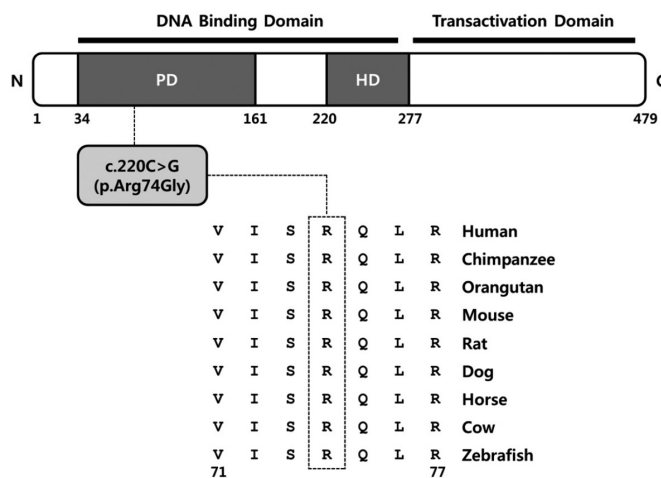 DNA Binding Domain Transactivation Domain
N PD HD
1 34 161 220 277 479
c.220C>G
(p.Arg74Gly)
V I S R Q L R Human
V I S R Q L R Chimpanzee
V I S R Q L R Orangutan
V I S R Q L R Mouse
V I S R Q L R Rat
V I S R Q L R Dog
V I S R Q L R Horse
V I S R Q L R Cow
V I S R Q L R Zebrafish
71 77